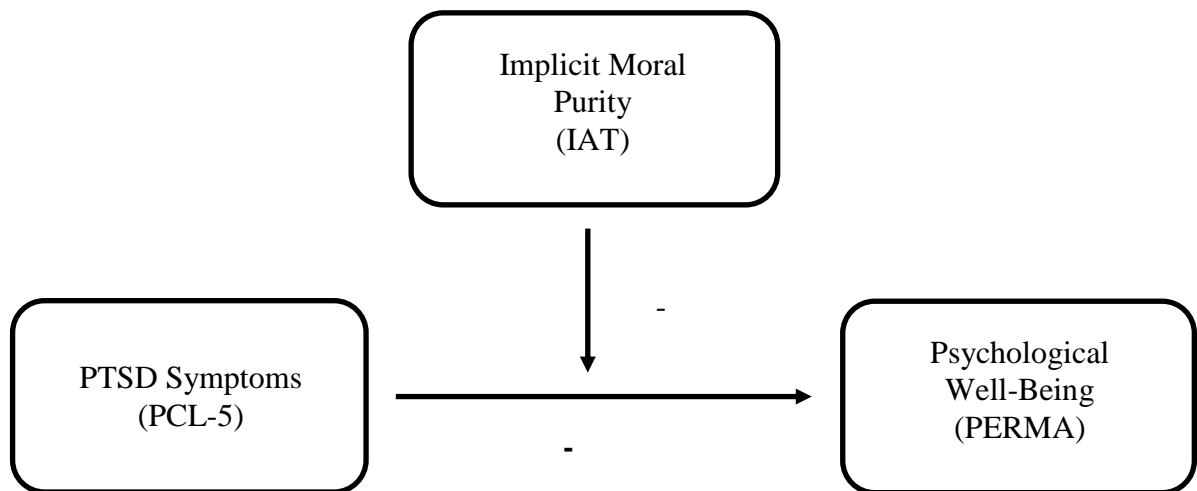 Implicit Moral
Purity
(IAT)
-
PTSD Symptoms
(PCL-5)
-
Psychological
Well-Being
(PERMA)